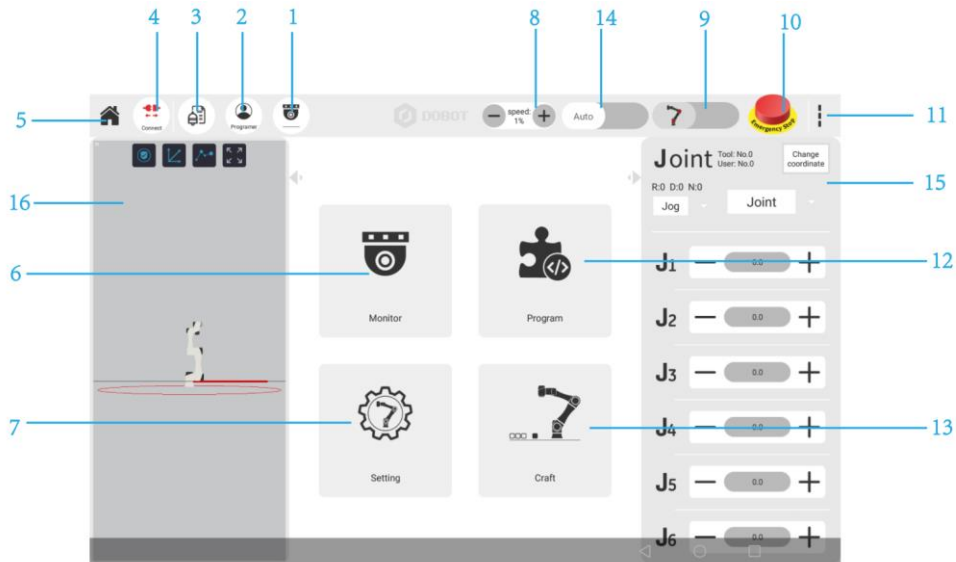 4 3 2 1 8 14 9 10
5 Connect Programer DOBOT speed: 1% Auto Emergency Stop 11
Joint Tool: No.0 Change
User: No.0 coordinate
15
R:0 D:0 N:0
16 Jog Joint
6 12
J1 0.0
Monitor Program J2 0.0
J3 0.0
7 13
J4 0.0
Setting Craft J5 0.0
J6 0.0